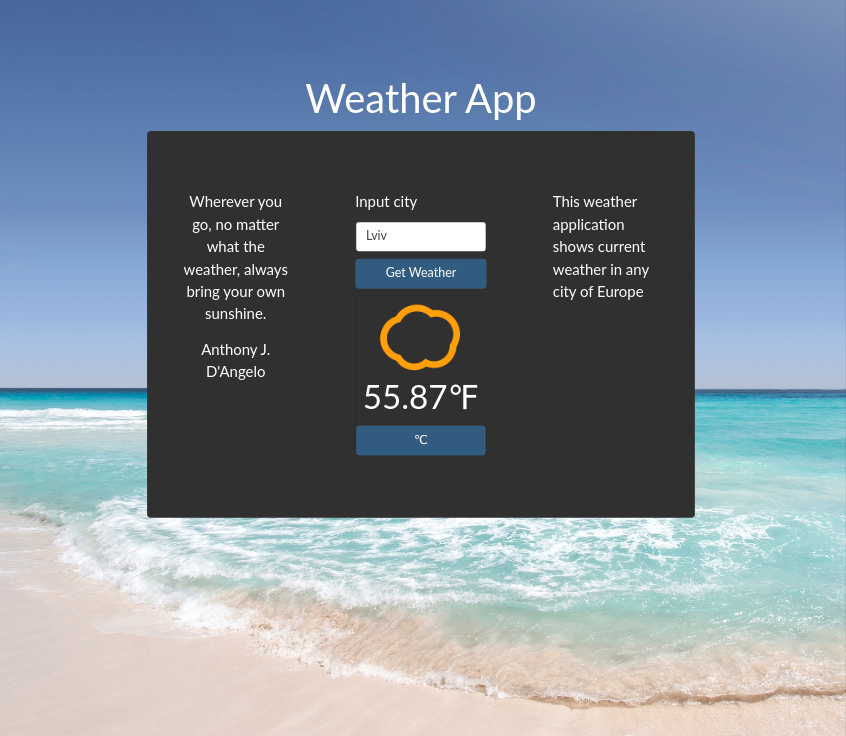 Weather App
Wherever you
go, no matter
what the
weather, always
bring your own
sunshine.
Anthony J.
D'Angelo
Input city
Lviv
Get Weather
55.87°F
°C
This weather
application
shows current
weather in any
city of Europe